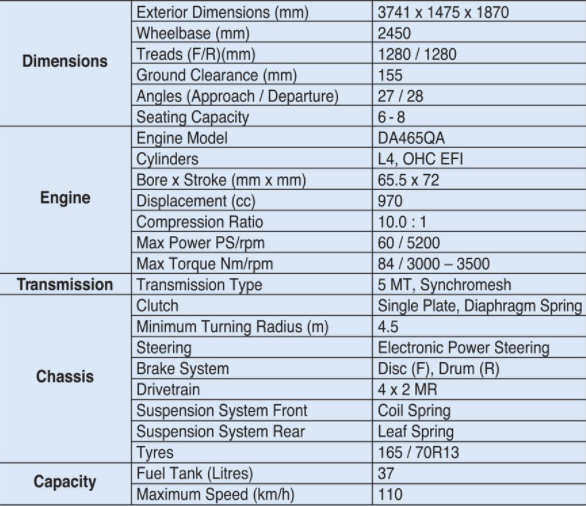 Dimensions
Exterior Dimensions (mm) 3741 x 1475 x 1870
Wheelbase (mm) 2450
Treads (F/R)(mm) 1280 / 1280
Ground Clearance (mm) 155
Angles (Approach / Departure) 27 / 28
Seating Capacity 6 - 8
Engine
Engine Model DA465QA
Cylinders L4, OHC EFI
Bore x Stroke (mm x mm) 65.5 x 72
Displacement (cc) 970
Compression Ratio 10.0 : 1
Max Power PS/rpm 60 / 5200
Max Torque Nm/rpm 84 / 3000 – 3500
Transmission Transmission Type 5 MT, Synchromesh
Chassis
Clutch Single Plate, Diaphragm Spring
Minimum Turning Radius (m) 4.5
Steering Electronic Power Steering
Brake System Disc (F), Drum (R)
Drivetrain 4 x 2 MR
Suspension System Front Coil Spring
Suspension System Rear Leaf Spring
Tyres 165 / 70R13
Capacity
Fuel Tank (Litres) 37
Maximum Speed (km/h) 110